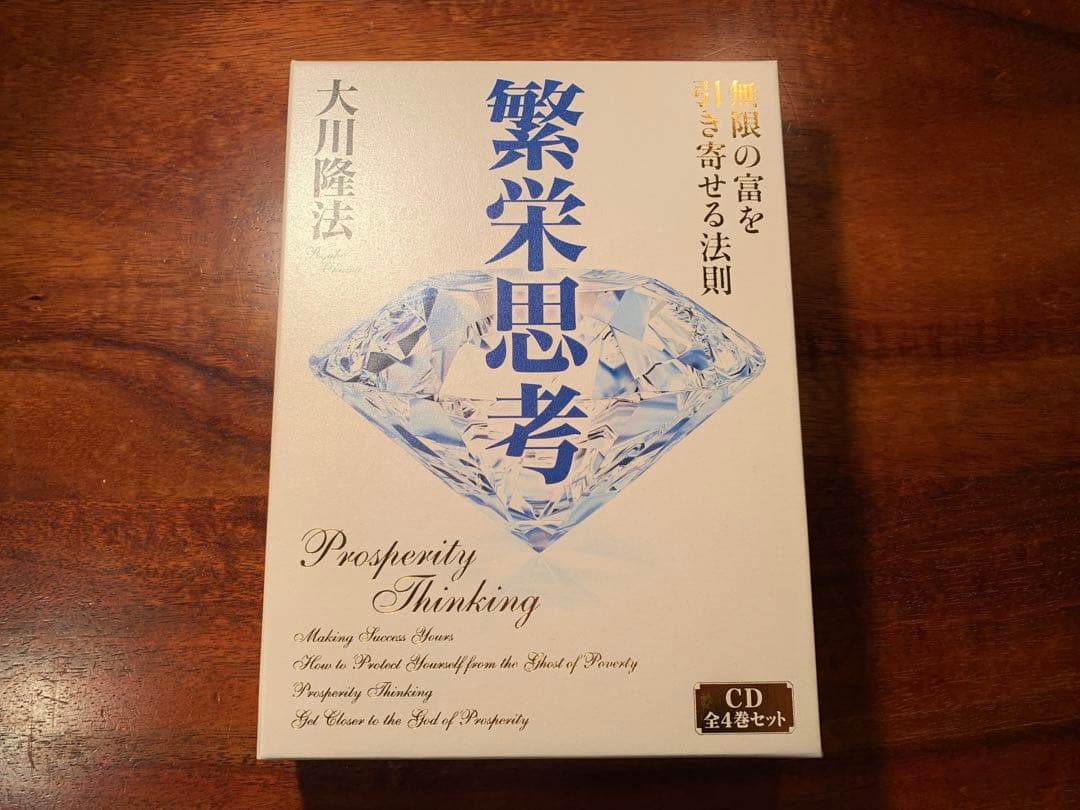 無限の富を
引き寄せる法則
繁栄思考
大川隆法
Ryuho
Okawa
Prosperity
Thinking
Making Success Yours
How to Protect Yourself from the Ghost of Poverty
Prosperity Thinking
Get Closer to the God of Prosperity
CD
全4巻セット